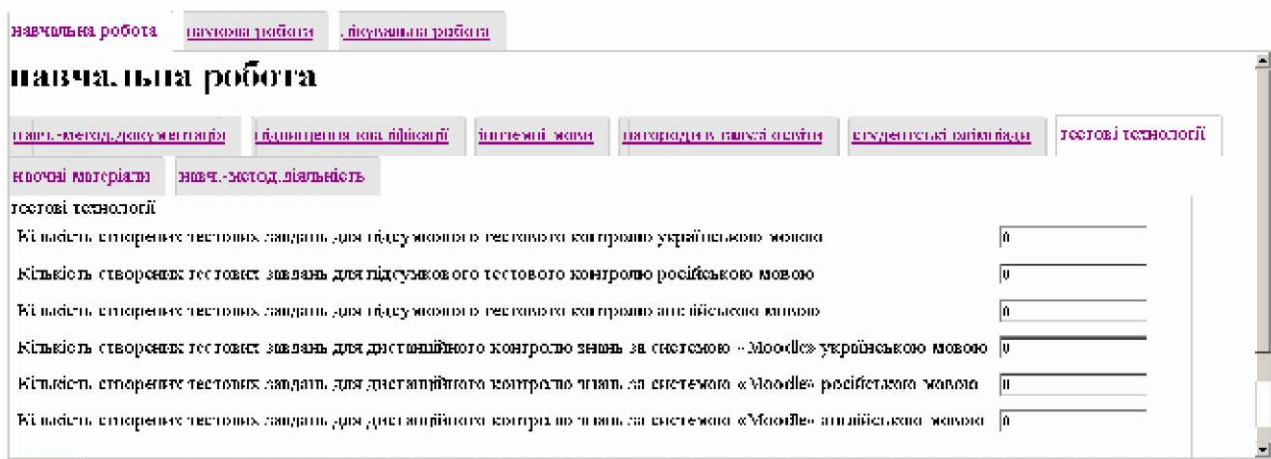 навчальна робота наукова робота лікувальна робота
навчальна робота
навч.-метод.документація підвищення кваліфікації іноземні мови нагороди в галузі освіти студентські олімпіади тестові технології
наочні матеріали навч.-метод.діяльність
тестові технології
Кількість створених тестових завдань для підсумкового тестового контролю українською мовою 0
Кількість створених тестових завдань для підсумкового тестового контролю російською мовою 0
Кількість створених тестових завдань для підсумкового тестового контролю англійською мовою 0
Кількість створених тестових завдань для дистанційного контролю знань за системою «Moodle» українською мовою 0
Кількість створених тестових завдань для дистанційного контролю знань за системою «Moodle» російською мовою 0
Кількість створених тестових завдань для дистанційного контролю знань за системою «Moodle» англійською мовою 0